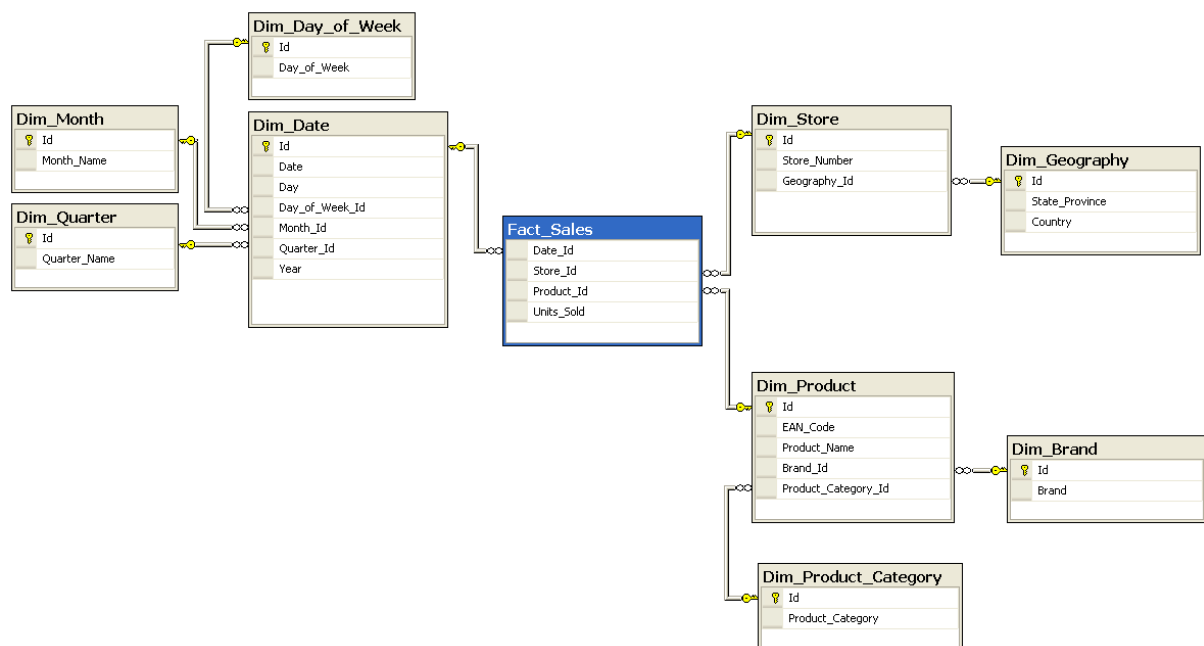 Dim_Day_of_Week
Id
Day_of_Week
Dim_Month
Id
Month_Name
Dim_Quarter
Id
Quarter_Name
Dim_Date
Id
Date
Day
Day_of_Week_Id
Month_Id
Quarter_Id
Year
Fact_Sales
Date_Id
Store_Id
Product_Id
Units_Sold
Dim_Store
Id
Store_Number
Geography_Id
Dim_Geography
Id
State_Province
Country
Dim_Product
Id
EAN_Code
Product_Name
Brand_Id
Product_Category_Id
Dim_Brand
Id
Brand
Dim_Product_Category
Id
Product_Category